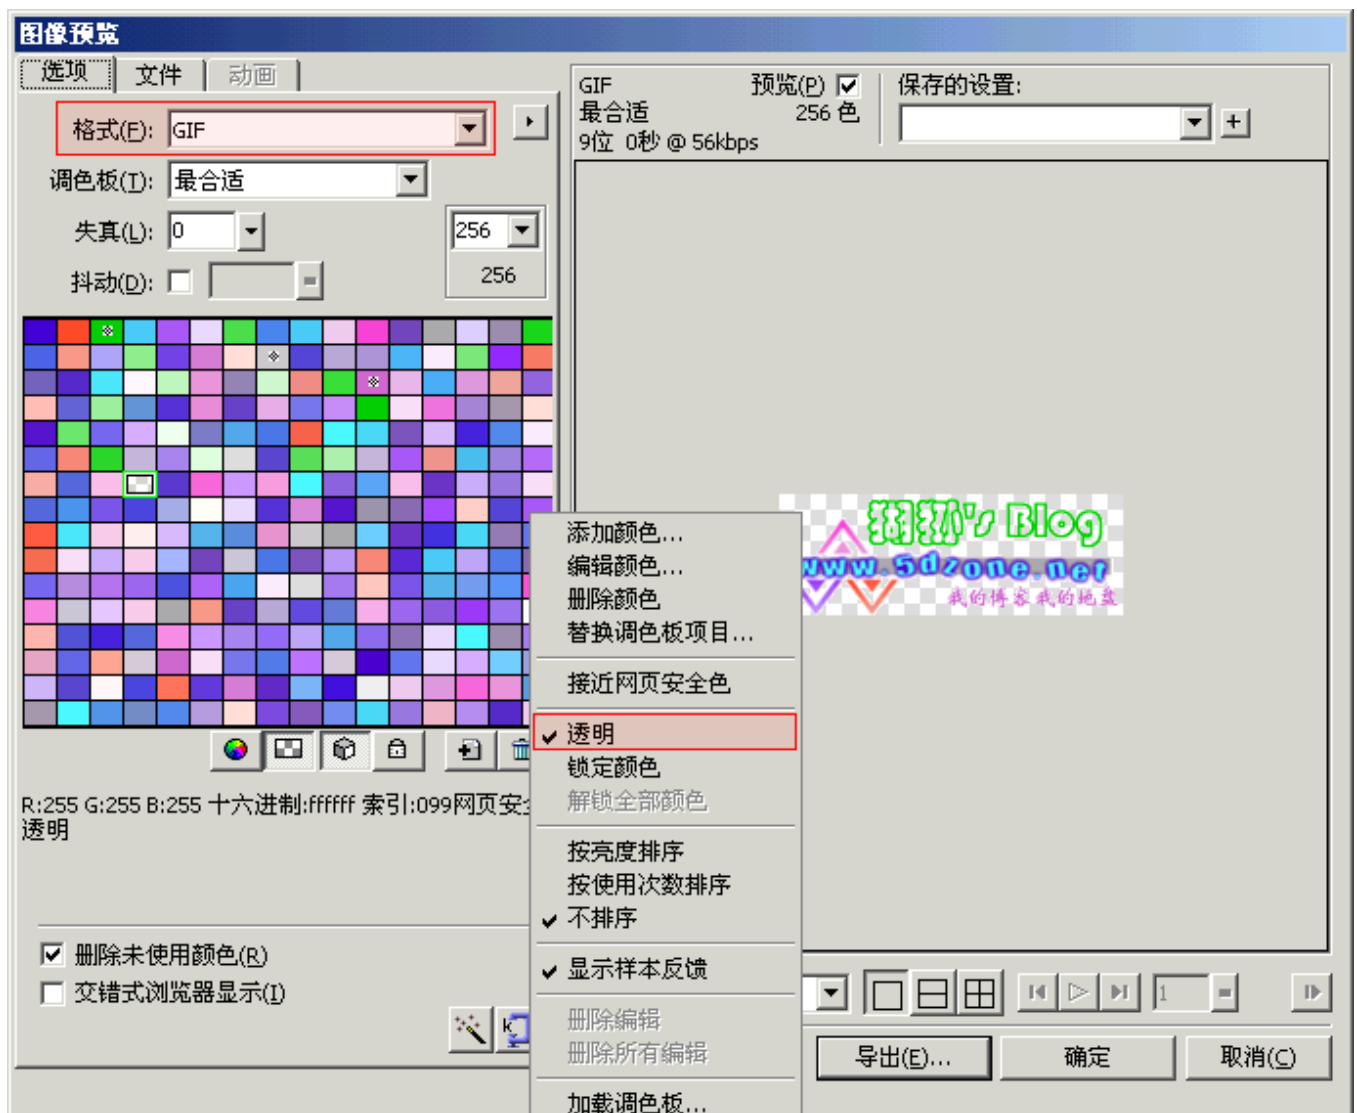 图像预览
选项 文件 动画
格式(F): GIF
调色板(T): 最合适
失真(L): 0
256
抖动(D):
256
R:255 G:255 B:255 十六进制:ffffff 索引:099网页安
透明
删除未使用颜色(R)
交错式浏览器显示(I)
GIF 预览(P)
最合适 256 色
9位 0秒 @ 56kbps
保存的设置:
's Blog
www.5dzone.net
我的博客 我的地盘
添加颜色...
编辑颜色...
删除颜色
替换调色板项目...
接近网页安全色
透明
锁定颜色
解锁全部颜色
按亮度排序
按使用次数排序
不排序
显示样本反馈
删除编辑
删除所有编辑
加载调色板...
1
导出(E)... 确定 取消(C)